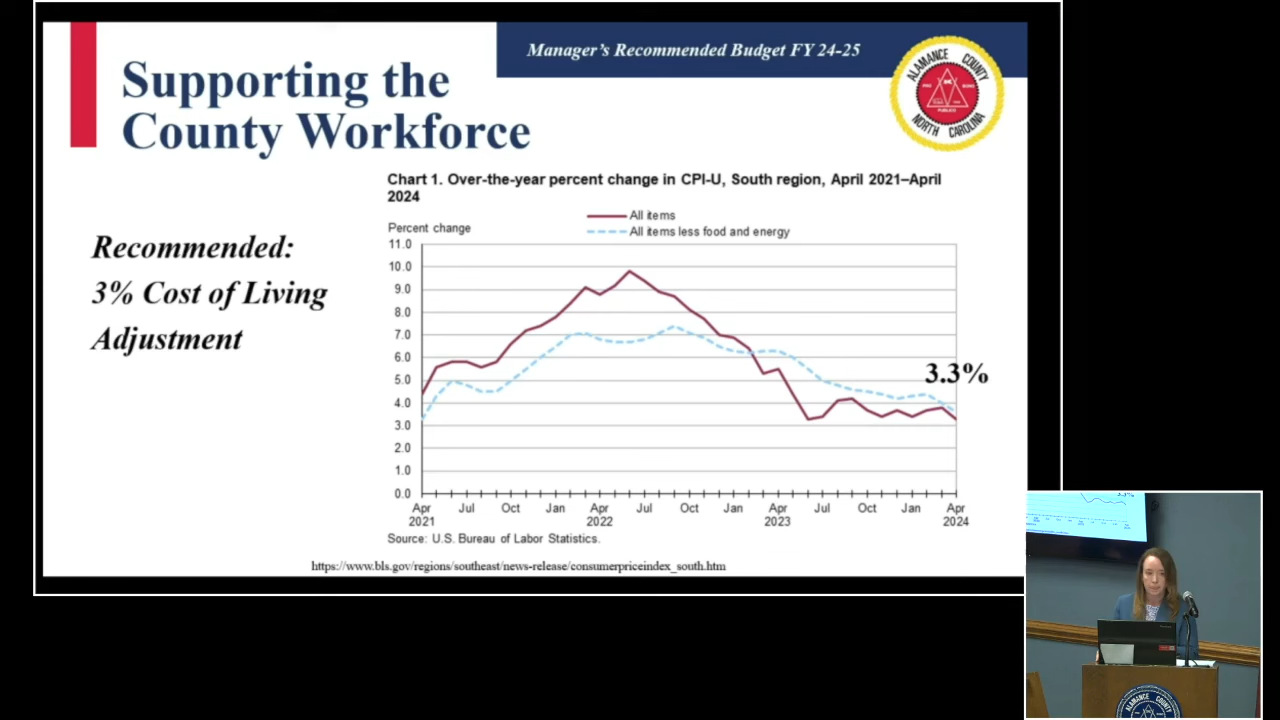 Manager's Recommended Budget FY 24-25
Supporting the
County Workforce
ALAMANCE COUNTY
NORTH CAROLINA
Recommended:
3% Cost of Living
Adjustment
Chart 1. Over-the-year percent change in CPI-U, South region, April 2021–April
2024
All items
All items less food and energy
Percent change
11.0
10.0
9.0
8.0
7.0
6.0
5.0
4.0
3.0
2.0
1.0
0.0
3.3%
Apr Jul Oct Jan Apr Jul Oct Jan Apr Jul Oct Jan Apr
2021 2022 2023 2024
Source: U.S. Bureau of Labor Statistics.
https://www.bls.gov/regions/southeast/news-release/consumerpriceindex_south.htm
3.3%
ALAMANCE COUNTY